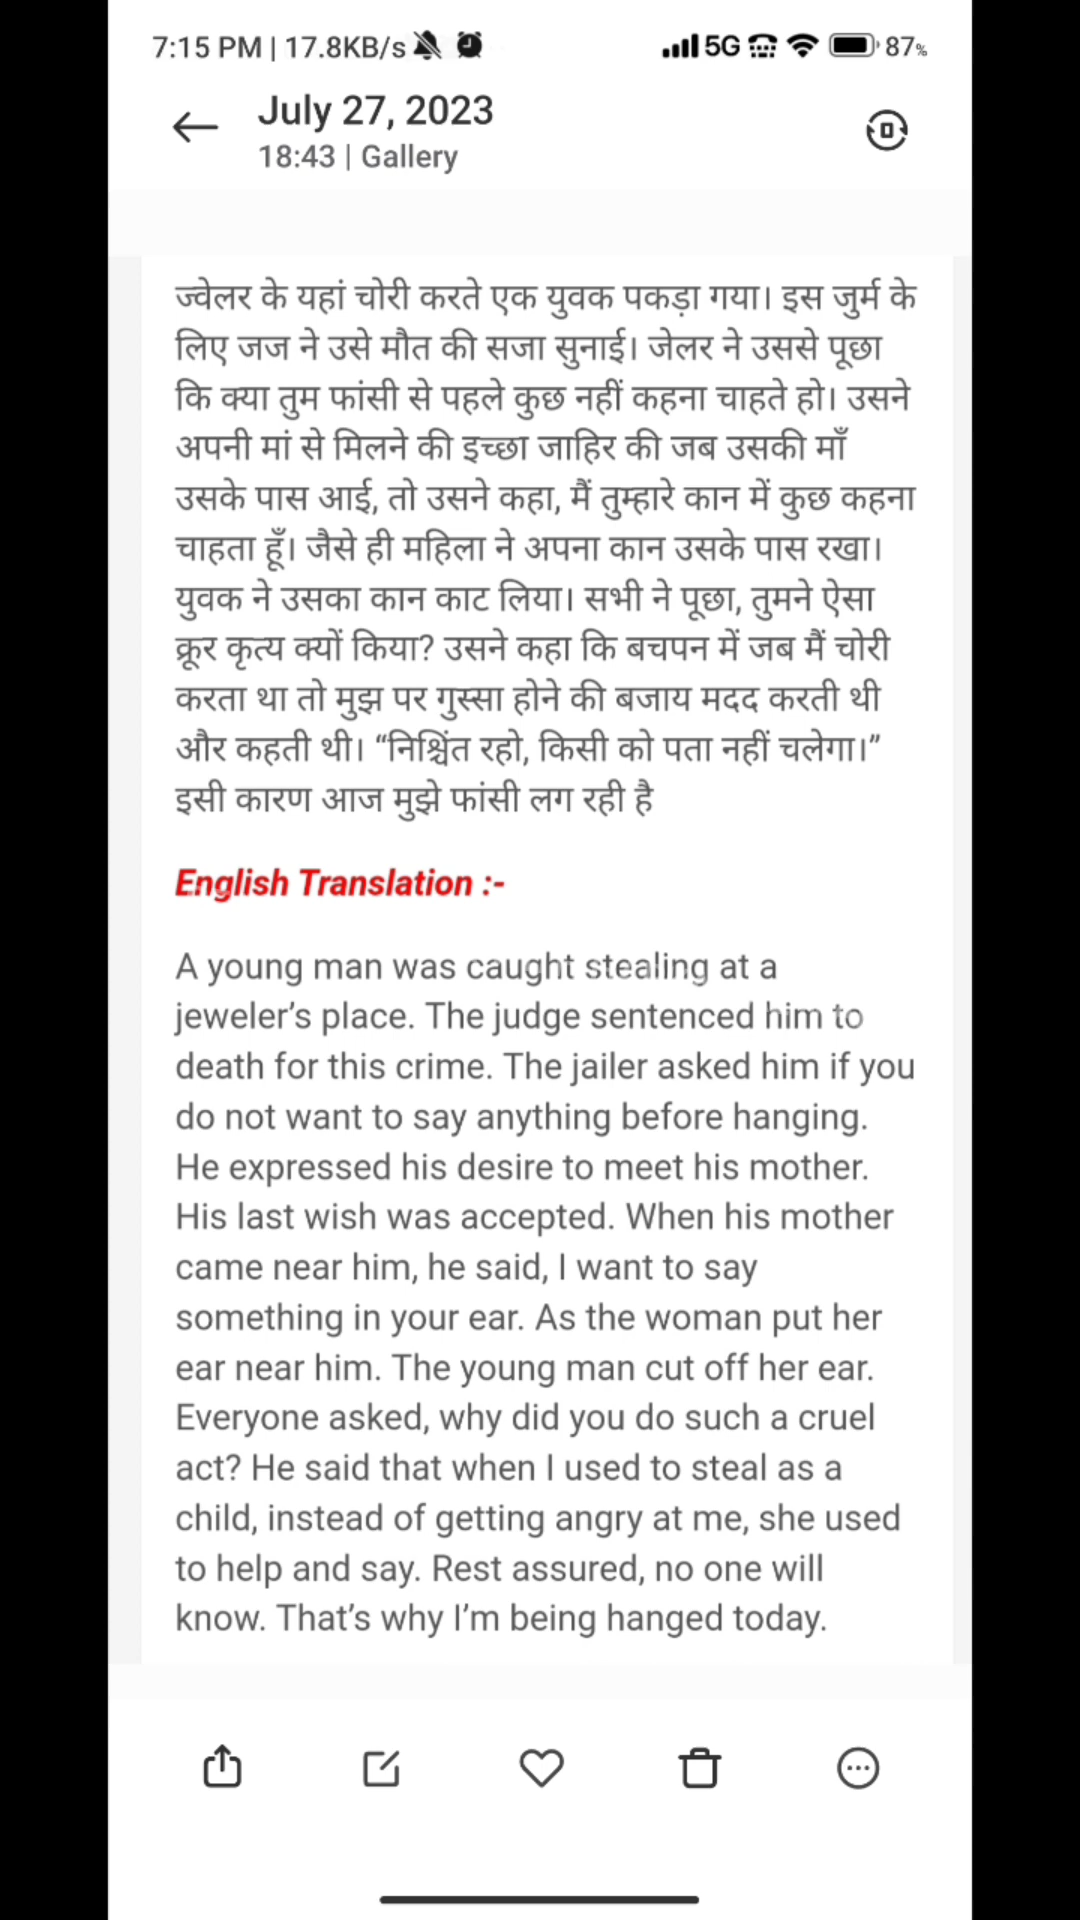 7:15 PM | 17.8KB/s 5G 87%
July 27, 2023
18:43 | Gallery
ज्वेलर के यहां चोरी करते एक युवक पकड़ा गया। इस जुर्म के
लिए जज ने उसे मौत की सजा सुनाई। जेलर ने उससे पूछा
कि क्या तुम फांसी से पहले कुछ नहीं कहना चाहते हो। उसने
अपनी मां से मिलने की इच्छा जाहिर की जब उसकी माँ
उसके पास आई, तो उसने कहा, मैं तुम्हारे कान में कुछ कहना
चाहता हूँ। जैसे ही महिला ने अपना कान उसके पास रखा।
युवक ने उसका कान काट लिया। सभी ने पूछा, तुमने ऐसा
क्रूर कृत्य क्यों किया? उसने कहा कि बचपन में जब मैं चोरी
करता था तो मुझ पर गुस्सा होने की बजाय मदद करती थी
और कहती थी। “निश्चिंत रहो, किसी को पता नहीं चलेगा।”
इसी कारण आज मुझे फांसी लग रही है
English Translation :-
A young man was caught stealing at a
jeweler’s place. The judge sentenced him to
death for this crime. The jailer asked him if you
do not want to say anything before hanging.
He expressed his desire to meet his mother.
His last wish was accepted. When his mother
came near him, he said, I want to say
something in your ear. As the woman put her
ear near him. The young man cut off her ear.
Everyone asked, why did you do such a cruel
act? He said that when I used to steal as a
child, instead of getting angry at me, she used
to help and say. Rest assured, no one will
know. That’s why I’m being hanged today.